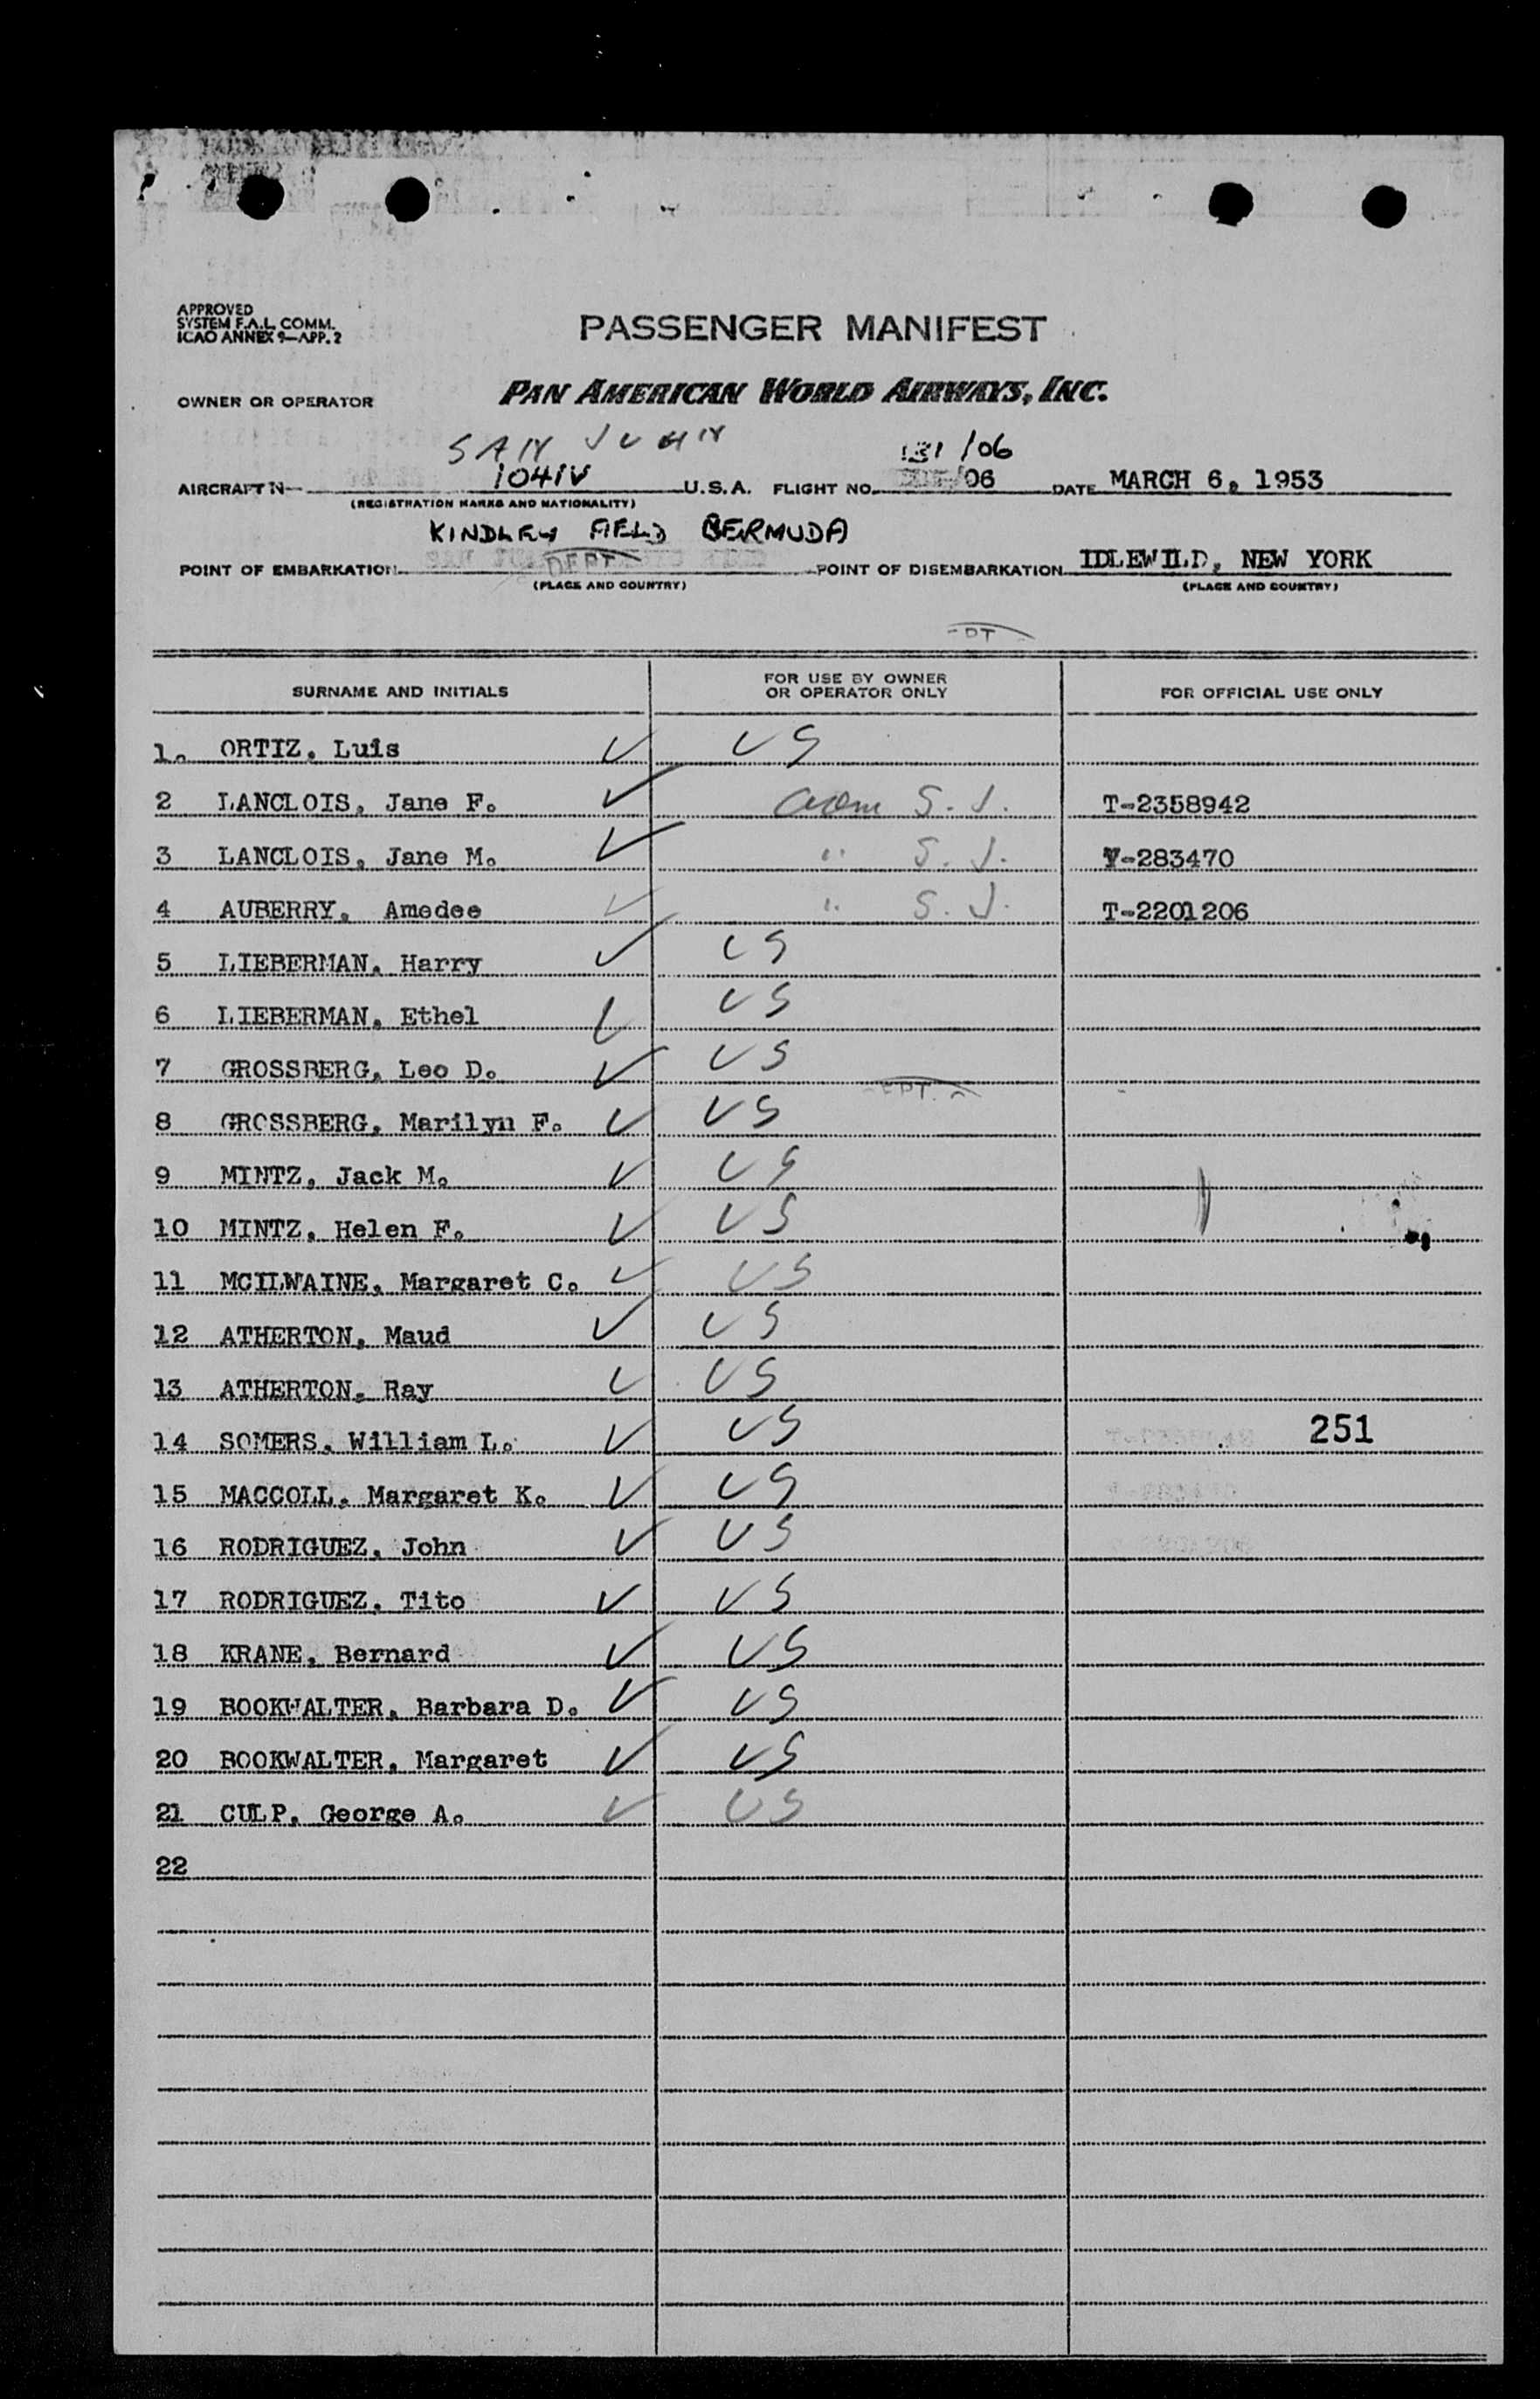 APPROVED
SYSTEM F.A.L. COMM.
ICAO ANNEX 9—APP. 2
PASSENGER MANIFEST
OWNER OR OPERATOR PAN AMERICAN WORLD AIRWAYS, INC.
SAN JUAN 131/06
AIRCRAFT N— 1041V U.S.A. FLIGHT NO. 06 DATE MARCH 6, 1953
(REGISTRATION MARKS AND NATIONALITY)
KINDLEY FIELD BERMUDA
POINT OF EMBARKATION DEPT POINT OF DISEMBARKATION IDLEWILD, NEW YORK
(PLACE AND COUNTRY) (PLACE AND COUNTRY)
SURNAME AND INITIALS FOR USE BY OWNER OR OPERATOR ONLY FOR OFFICIAL USE ONLY
1. ORTIZ, Luis ✓ US
2 LANCLOIS, Jane F. ✓ S.J. T-2358942
3 LANCLOIS, Jane M. ✓ " S.J. V-283470
4 AUBERRY, Amedee ✓ " S.J. T-2201206
5 LIEBERMAN, Harry ✓ US
6 LIEBERMAN, Ethel ✓ US
7 GROSSBERG, Leo D. ✓ US
8 GROSSBERG, Marilyn F. ✓ US
9 MINTZ, Jack M. ✓ US
10 MINTZ, Helen F. ✓ US
11 MCILWAINE, Margaret C. ✓ US
12 ATHERTON, Maud ✓ US
13 ATHERTON, Ray ✓ US
14 SOMERS, William L. ✓ US 251
15 MACCOLL, Margaret K. ✓ US
16 RODRIGUEZ, John ✓ US
17 RODRIGUEZ, Tito ✓ US
18 KRANE, Bernard ✓ US
19 BOOKWALTER, Barbara D. ✓ US
20 BOOKWALTER, Margaret ✓ US
21 CULP, George A. ✓ US
22